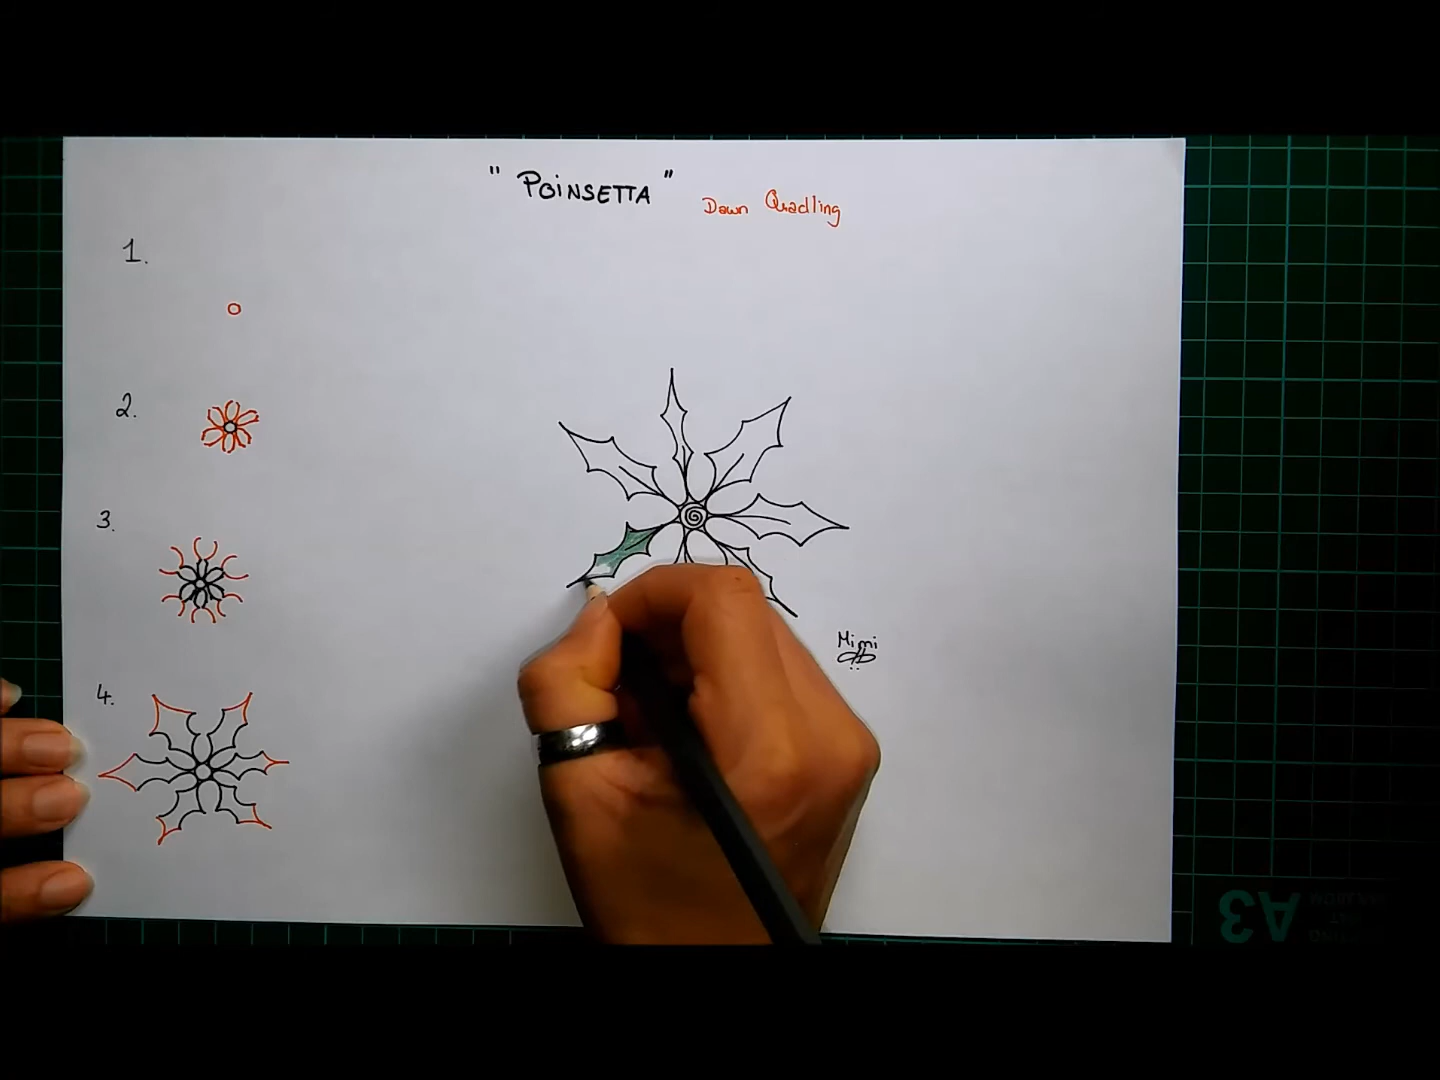 " POINSETTA "
Dawn Quadling
1.
2.
3.
4.
Mimi
A3